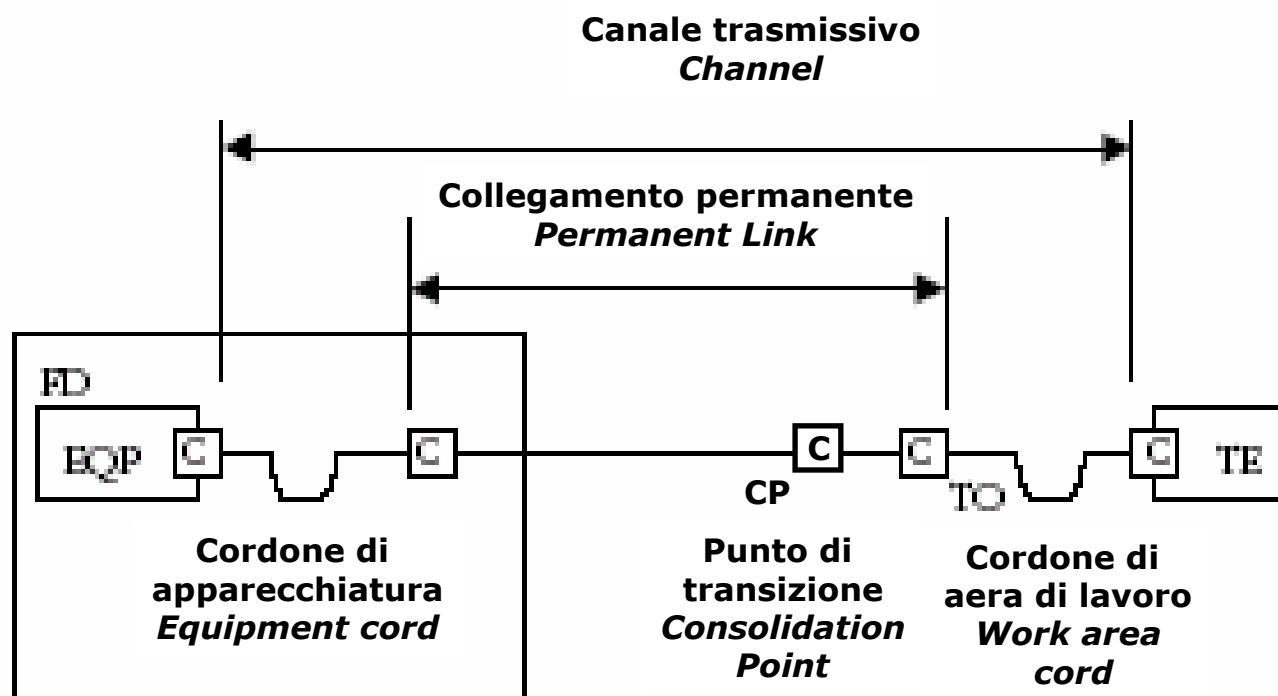 Canale trasmissivo
Channel
Collegamento permanente
Permanent Link
FD
EQP
C
C
C
CP
C
TO
C
TE
Cordone di
apparecchiatura
Equipment cord
Punto di
transizione
Consolidation
Point
Cordone di
aera di lavoro
Work area
cord